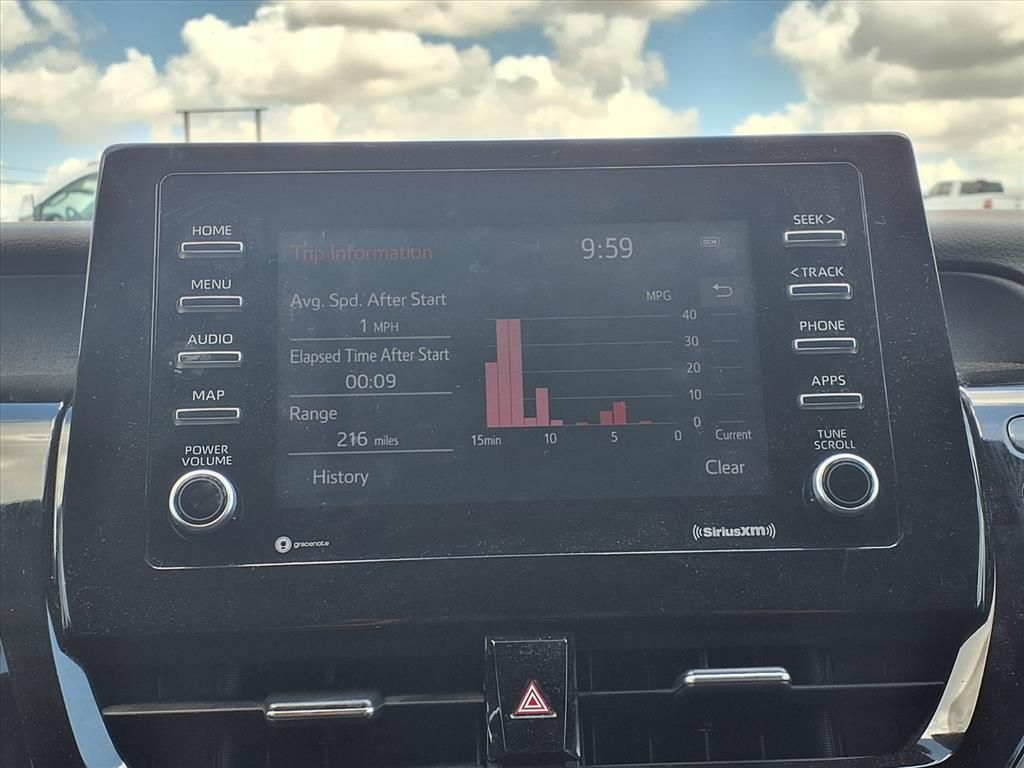 HOME
MENU
AUDIO
MAP
POWER
VOLUME
Trip Information
9:59
DCM
Avg. Spd. After Start
1 MPH
Elapsed Time After Start
00:09
Range
216 miles
History
MPG
40
30
20
10
0
15min 10 5 0
Current
Clear
gracenote
SiriusXM
SEEK >
< TRACK
PHONE
APPS
TUNE
SCROLL